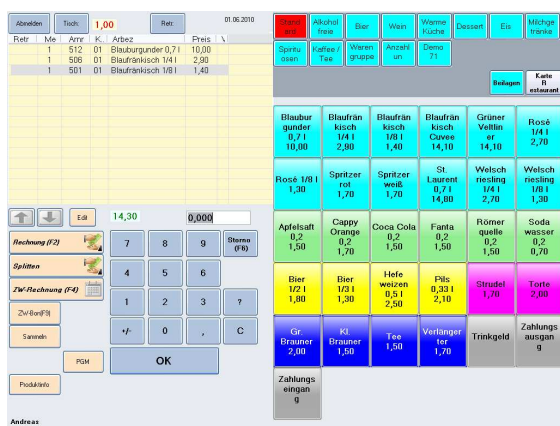 Abmelden
Tisch:
1,00
Retr.
01.06.2010
Retr Me Amr K. Arbez Preis
1 512 01 Blauburgunder 0,7 l 10,00
1 506 01 Blaufränkisch 1/4 l 2,90
1 501 01 Blaufränkisch 1/8 l 1,40
Edit
14,30
0,000
Rechnung (F2)
Splitten
ZW-Rechnung (F4)
ZW-Bon(F9)
Sammeln
PGM
Produktinfo
7 8 9 Storno
(F6)
4 5 6
1 2 3 ?
+/- 0 , C
OK
Andreas
Alkohol
freie
Bier
Wein
Warme
Küche
Dessert
Eis
Milchge
tränke
Spiritu
osen
Kaffee /
Tee
Waren
gruppe
Anzahl
un
Demo
71
Beilagen
Karte
R
estaurant
Blaubur
gunder
0,7 l
10,00
Blaufrän
kisch
1/4 l
2,90
Blaufrän
kisch
1/8 l
1,40
Blaufrän
kisch
Cuvee
14,10
Grüner
Veltlin
er
14,10
Rosé
1/4 l
2,70
Rosé 1/8 l
1,30
Spritzer
rot
1,70
Spritzer
weiß
1,70
St.
Laurent
0,7 l
14,80
Welsch
riesling
1/4 l
2,70
Welsch
riesling
1/8 l
1,30
Apfelsaft
0,2
1,50
Cappy
Orange
0,2
1,70
Coca Cola
0,2
1,50
Fanta
0,2
1,50
Römer
quelle
0,2
1,50
Soda
wasser
0,2
0,70
Bier
1/2 l
1,80
Bier
1/3 l
1,30
Hefe
weizen
0,5 l
2,50
Pils
0,33 l
2,10
Strudel
1,70
Torte
2,00
Gr.
Brauner
2,00
Kl.
Brauner
1,50
Tee
1,50
Verlänger
ter
1,70
Trinkgeld
Zahlungs
ausgan
g
Zahlungs
eingan
g